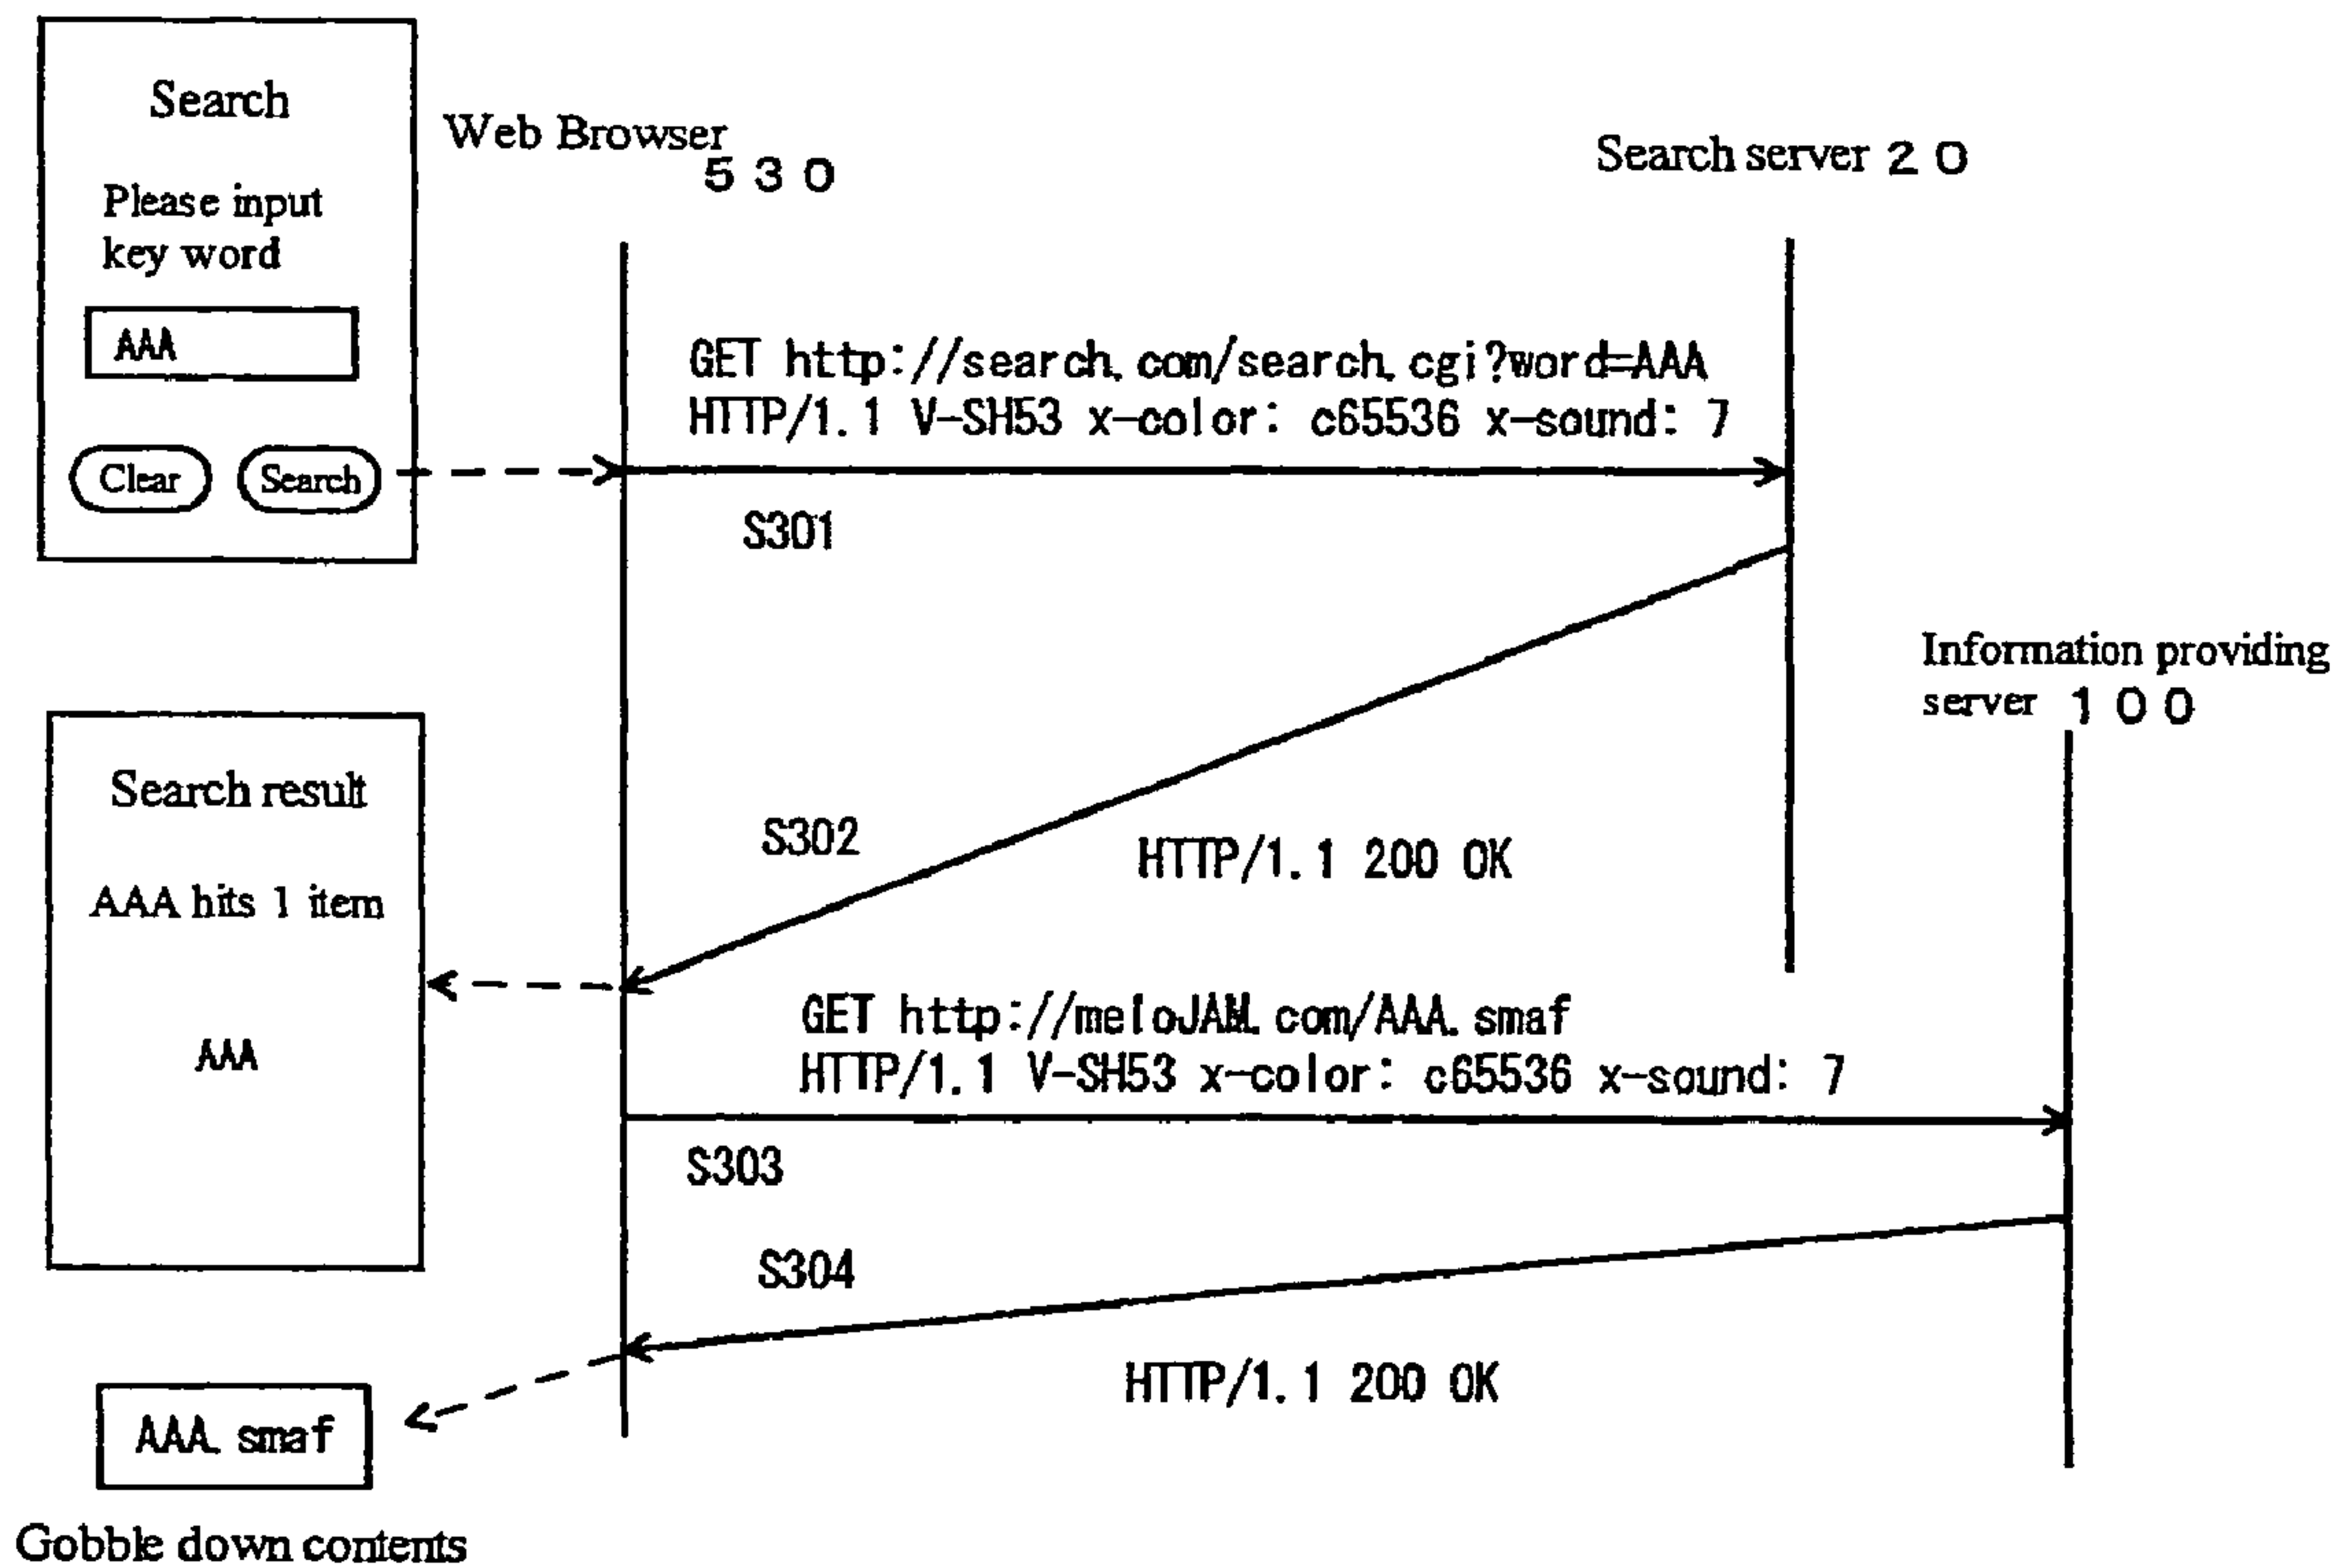 Search
Please input
key word
AAA
Clear
Search
Web Browser
530
Search server 20
GET http://search.com/search.cgi?word=AAA
HTTP/1.1 V-SH53 x-color: c65536 x-sound: 7
S301
Information providing
server 100
S302
HTTP/1.1 200 OK
Search result
AAA hits 1 item
AAA
GET http://meloJAM.com/AAA.smaf
HTTP/1.1 V-SH53 x-color: c65536 x-sound: 7
S303
S304
HTTP/1.1 200 OK
AAA.smaf
Gobble down contents